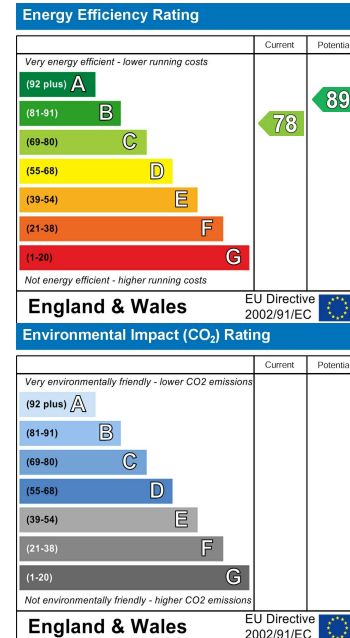 Energy Efficiency Rating
Current Potentia
Very energy efficient - lower running costs
(92 plus) A
(81-91) B
(69-80) C
(55-68) D
(39-54) E
(21-38) F
(1-20) G
78
89
Not energy efficient - higher running costs
England & Wales
EU Directive
2002/91/EC
Environmental Impact (CO₂) Rating
Current Potentia
Very environmentally friendly - lower CO2 emissions
(92 plus) A
(81-91) B
(69-80) C
(55-68) D
(39-54) E
(21-38) F
(1-20) G
Not environmentally friendly - higher CO2 emissions
England & Wales
EU Directive
2002/91/EC